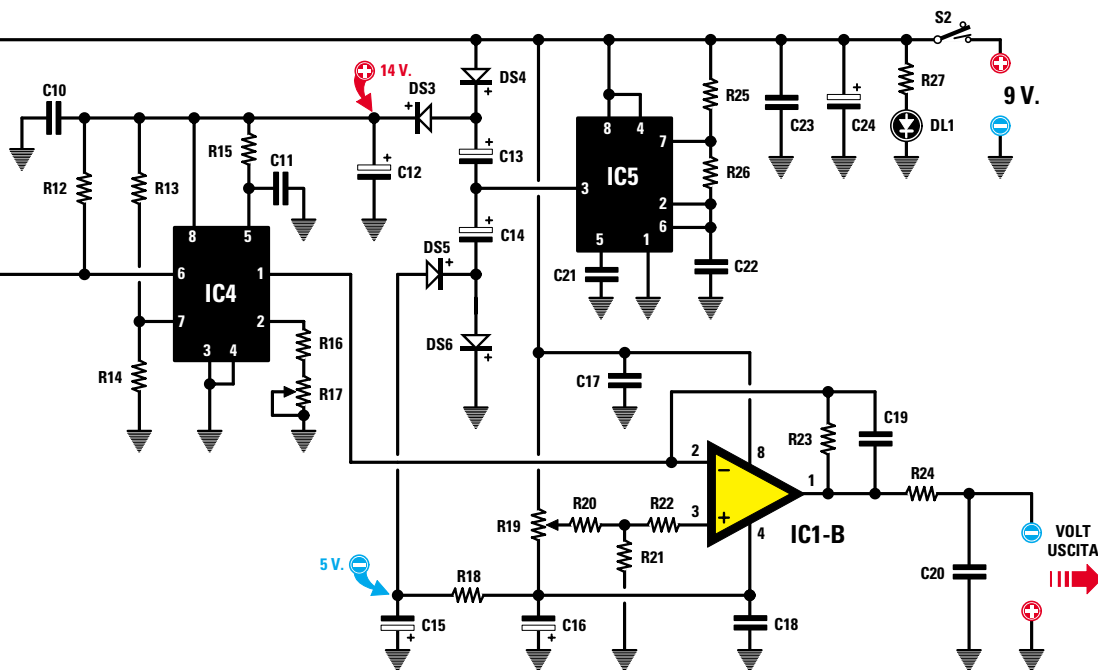 S2
C10
14 V.
DS3
DS4
R25
C23
C24
R27
DL1
9 V.
R12
R13
R15
C11
C12
C13
8
4
7
IC5
R26
3
2
6
5
1
C14
C21
C22
DS5
DS6
8
5
6
1
IC4
7
2
3
4
R14
R16
R17
C17
C19
R23
2
8
1
R24
3
4
IC1-B
R19
R20
R22
R21
C20
VOLT
USCITA
5 V.
R18
C15
C16
C18